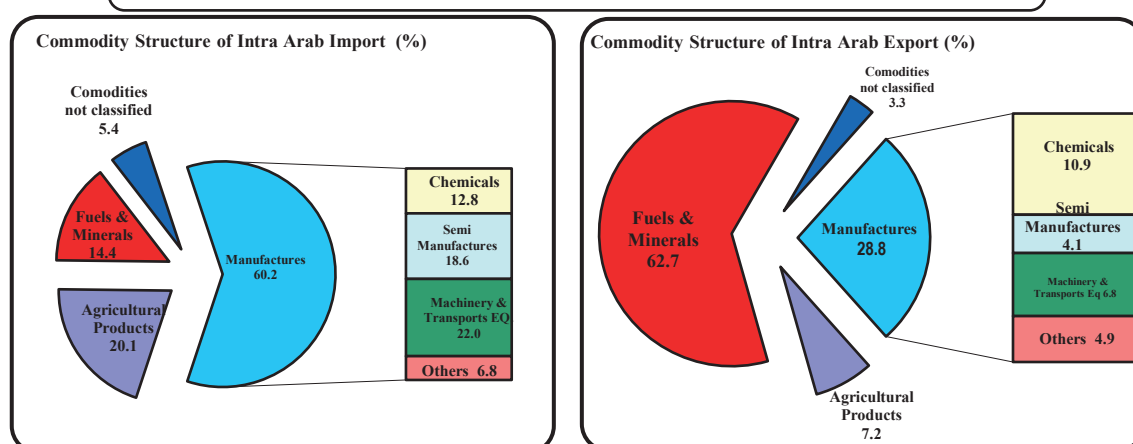 Commodity Structure of Intra Arab Import (%)
Comodities
not classified
5.4
Fuels &
Minerals
14.4
Agricultural
Products
20.1
Manufactures
60.2
Chemicals
12.8
Semi
Manufactures
18.6
Machinery &
Transports EQ
22.0
Others 6.8
Commodity Structure of Intra Arab Export (%)
Comodities
not classified
3.3
Fuels &
Minerals
62.7
Manufactures
28.8
Agricultural
Products
7.2
Chemicals
10.9
Semi
Manufactures
4.1
Machinery &
Transports Eq 6.8
Others 4.9